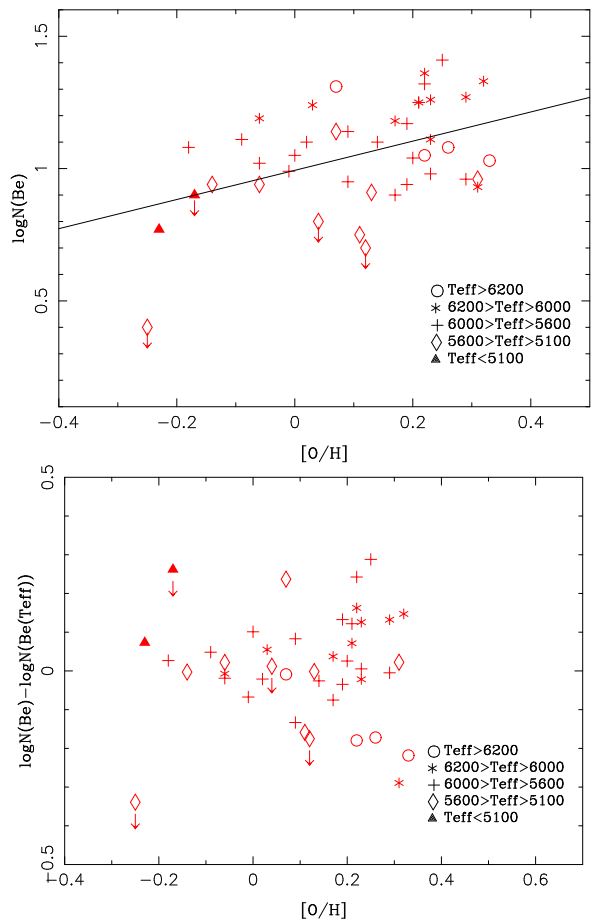 1.5
1
0.5
logN(Be)
Teff>6200
6200>Teff>6000
6000>Teff>5600
5600>Teff>5100
Teff<5100
−0.4 −0.2 0 0.2 0.4
[O/H]
0.5
0
0.5
logN(Be)−logN(Be(Teff))
Teff>6200
6200>Teff>6000
6000>Teff>5600
5600>Teff>5100
Teff<5100
−0.4 −0.2 0 0.2 0.4 0.6
[O/H]